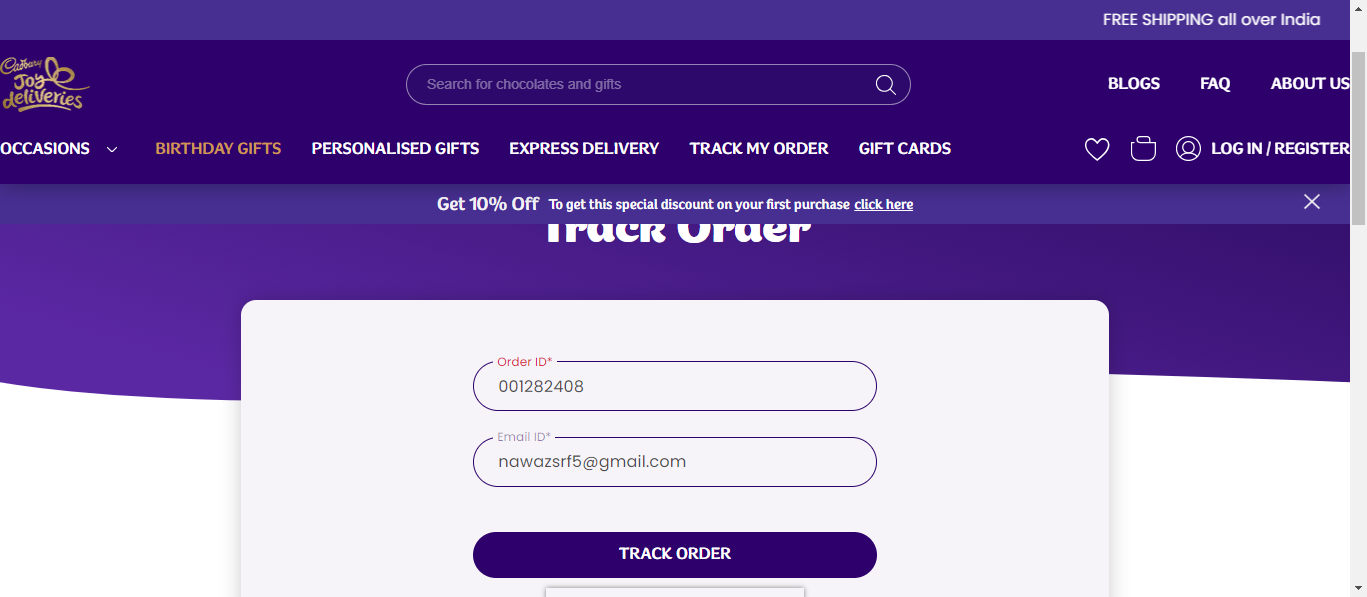 FREE SHIPPING all over India
Cadbury
Joy
deliveries
Search for chocolates and gifts
BLOGS FAQ ABOUT US
OCCASIONS BIRTHDAY GIFTS PERSONALISED GIFTS EXPRESS DELIVERY TRACK MY ORDER GIFT CARDS LOG IN / REGISTER
Get 10% Off To get this special discount on your first purchase click here
Track Order
Order ID*
001282408
Email ID*
nawazsrf5@gmail.com
TRACK ORDER